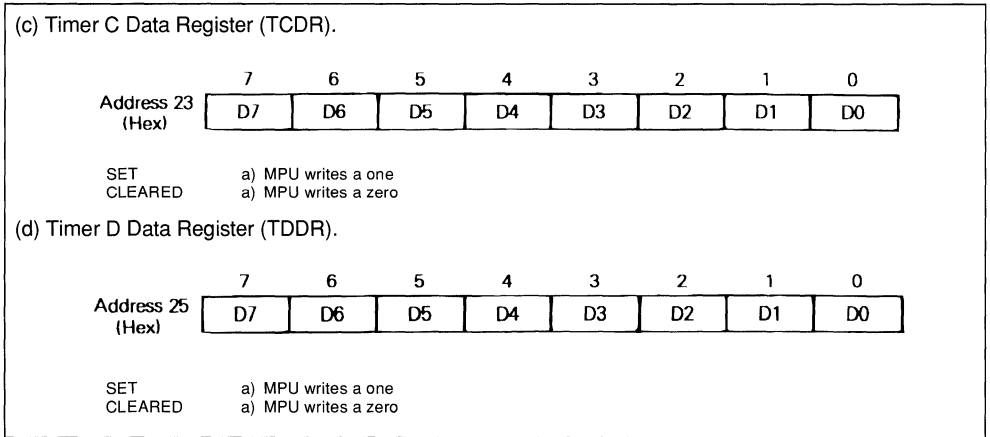 (c) Timer C Data Register (TCDR).
7 6 5 4 3 2 1 0
Address 23 (Hex) D7 D6 D5 D4 D3 D2 D1 D0
SET a) MPU writes a one
CLEARED a) MPU writes a zero
(d) Timer D Data Register (TDDR).
7 6 5 4 3 2 1 0
Address 25 (Hex) D7 D6 D5 D4 D3 D2 D1 D0
SET a) MPU writes a one
CLEARED a) MPU writes a zero